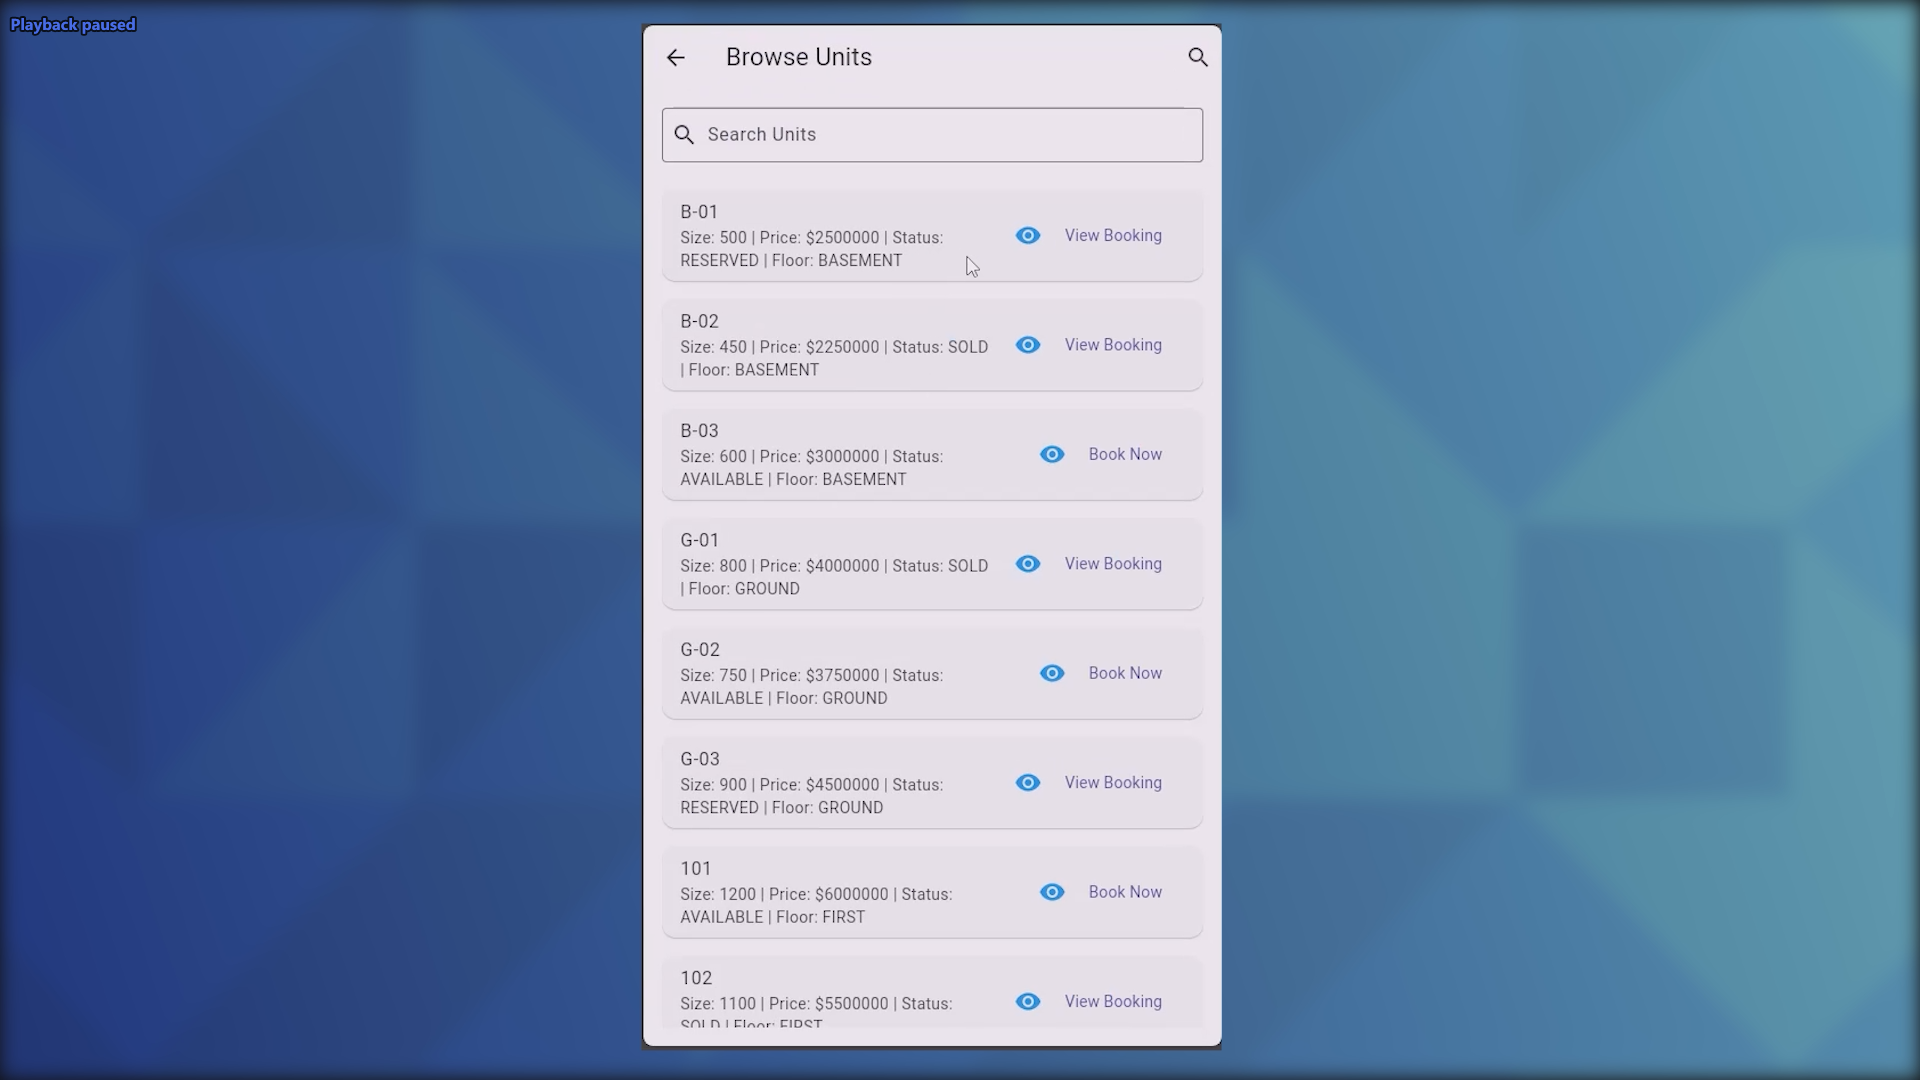 Playback paused
Browse Units
Search Units
B-01
Size: 500 | Price: $2500000 | Status:
RESERVED | Floor: BASEMENT
View Booking
B-02
Size: 450 | Price: $2250000 | Status: SOLD
| Floor: BASEMENT
View Booking
B-03
Size: 600 | Price: $3000000 | Status:
AVAILABLE | Floor: BASEMENT
Book Now
G-01
Size: 800 | Price: $4000000 | Status: SOLD
| Floor: GROUND
View Booking
G-02
Size: 750 | Price: $3750000 | Status:
AVAILABLE | Floor: GROUND
Book Now
G-03
Size: 900 | Price: $4500000 | Status:
RESERVED | Floor: GROUND
View Booking
101
Size: 1200 | Price: $6000000 | Status:
AVAILABLE | Floor: FIRST
Book Now
102
Size: 1100 | Price: $5500000 | Status:
SOLD | Floor: FIRST
View Booking